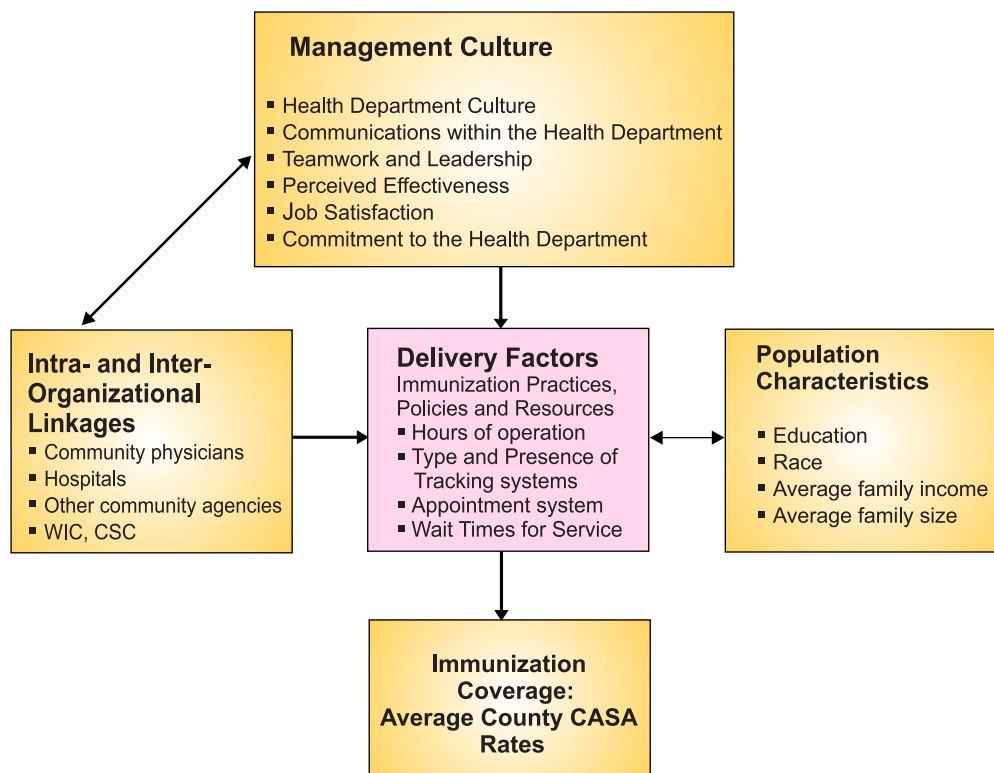 Management Culture
▪ Health Department Culture
▪ Communications within the Health Department
▪ Teamwork and Leadership
▪ Perceived Effectiveness
▪ Job Satisfaction
▪ Commitment to the Health Department
Intra- and Inter-
Organizational
Linkages
▪ Community physicians
▪ Hospitals
▪ Other community agencies
▪ WIC, CSC
Delivery Factors
Immunization Practices,
Policies and Resources
▪ Hours of operation
▪ Type and Presence of
Tracking systems
▪ Appointment system
▪ Wait Times for Service
Population
Characteristics
▪ Education
▪ Race
▪ Average family income
▪ Average family size
Immunization
Coverage:
Average County CASA
Rates